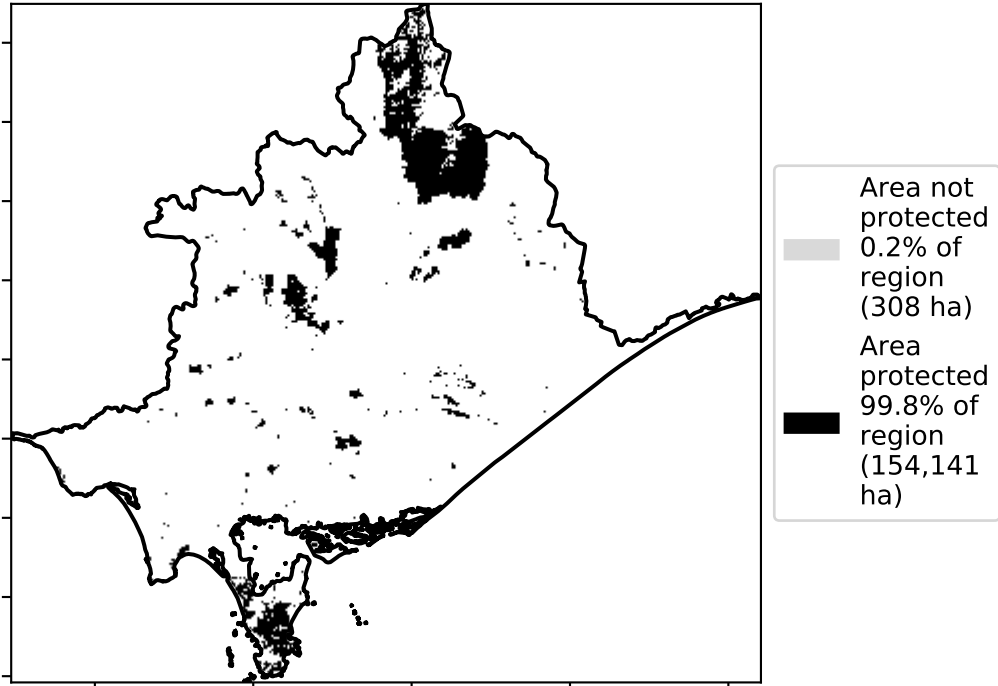 Area not
protected
0.2% of
region
(308 ha)
Area
protected
99.8% of
region
(154,141
ha)